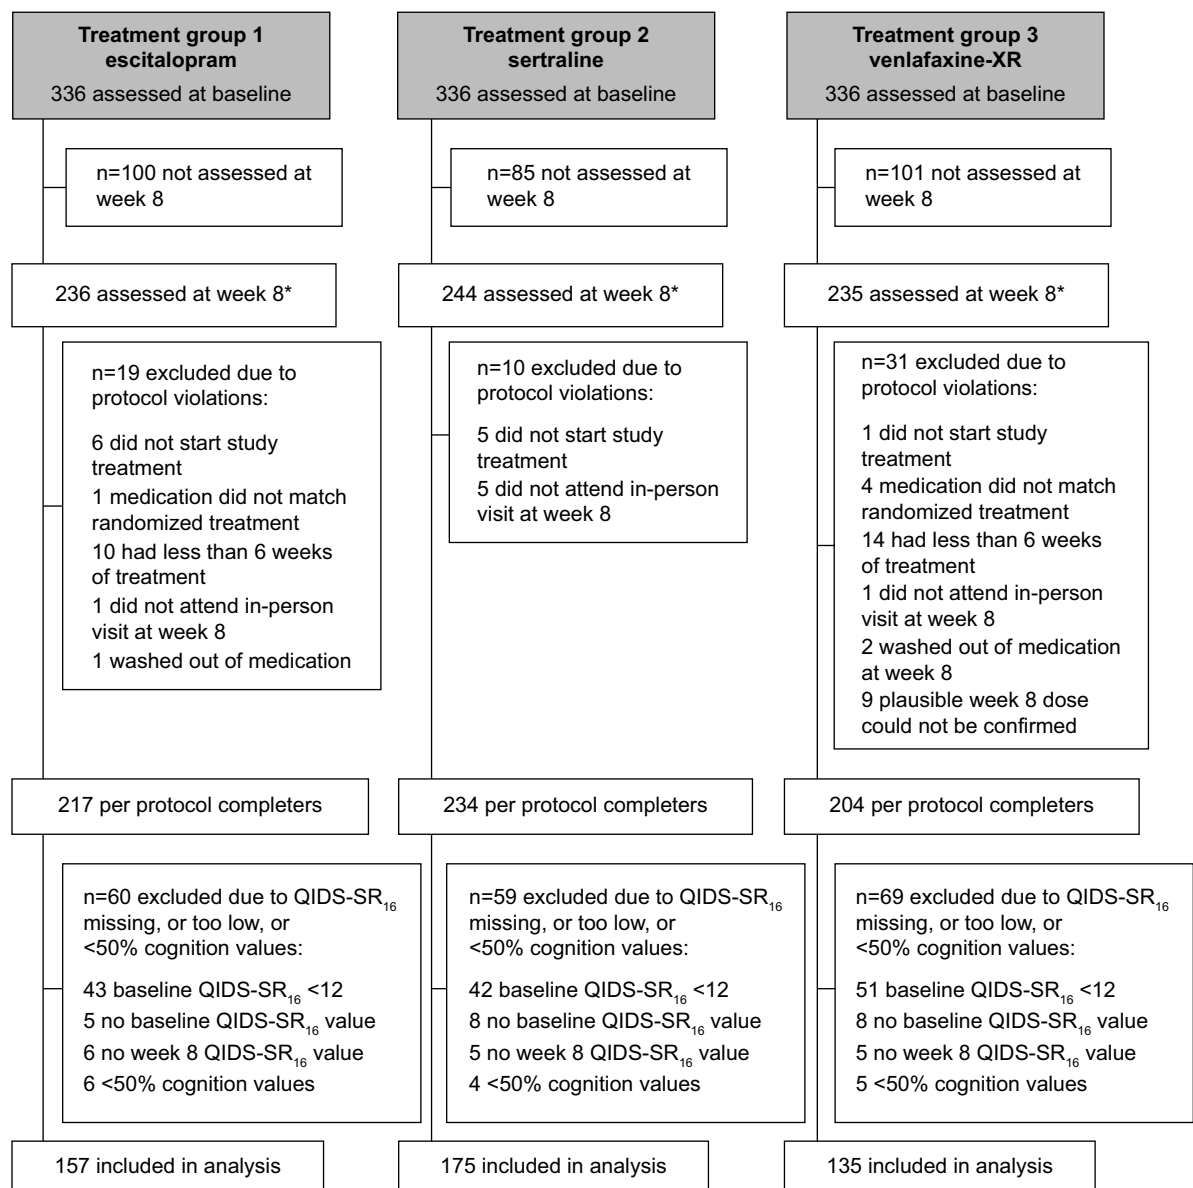 Treatment group 1
escitalopram
336 assessed at baseline
n=100 not assessed at
week 8
236 assessed at week 8*
n=19 excluded due to
protocol violations:
6 did not start study
treatment
1 medication did not match
randomized treatment
10 had less than 6 weeks
of treatment
1 did not attend in-person
visit at week 8
1 washed out of medication
217 per protocol completers
n=60 excluded due to QIDS-SR16
missing, or too low, or
<50% cognition values:
43 baseline QIDS-SR16 <12
5 no baseline QIDS-SR16 value
6 no week 8 QIDS-SR16 value
6 <50% cognition values
157 included in analysis
Treatment group 2
sertraline
336 assessed at baseline
n=85 not assessed at
week 8
244 assessed at week 8*
n=10 excluded due to
protocol violations:
5 did not start study
treatment
5 did not attend in-person
visit at week 8
234 per protocol completers
n=59 excluded due to QIDS-SR16
missing, or too low, or
<50% cognition values:
42 baseline QIDS-SR16 <12
8 no baseline QIDS-SR16 value
5 no week 8 QIDS-SR16 value
4 <50% cognition values
175 included in analysis
Treatment group 3
venlafaxine-XR
336 assessed at baseline
n=101 not assessed at
week 8
235 assessed at week 8*
n=31 excluded due to
protocol violations:
1 did not start study
treatment
4 medication did not match
randomized treatment
14 had less than 6 weeks
of treatment
1 did not attend in-person
visit at week 8
2 washed out of medication
at week 8
9 plausible week 8 dose
could not be confirmed
204 per protocol completers
n=69 excluded due to QIDS-SR16
missing, or too low, or
<50% cognition values:
51 baseline QIDS-SR16 <12
8 no baseline QIDS-SR16 value
5 no week 8 QIDS-SR16 value
5 <50% cognition values
135 included in analysis